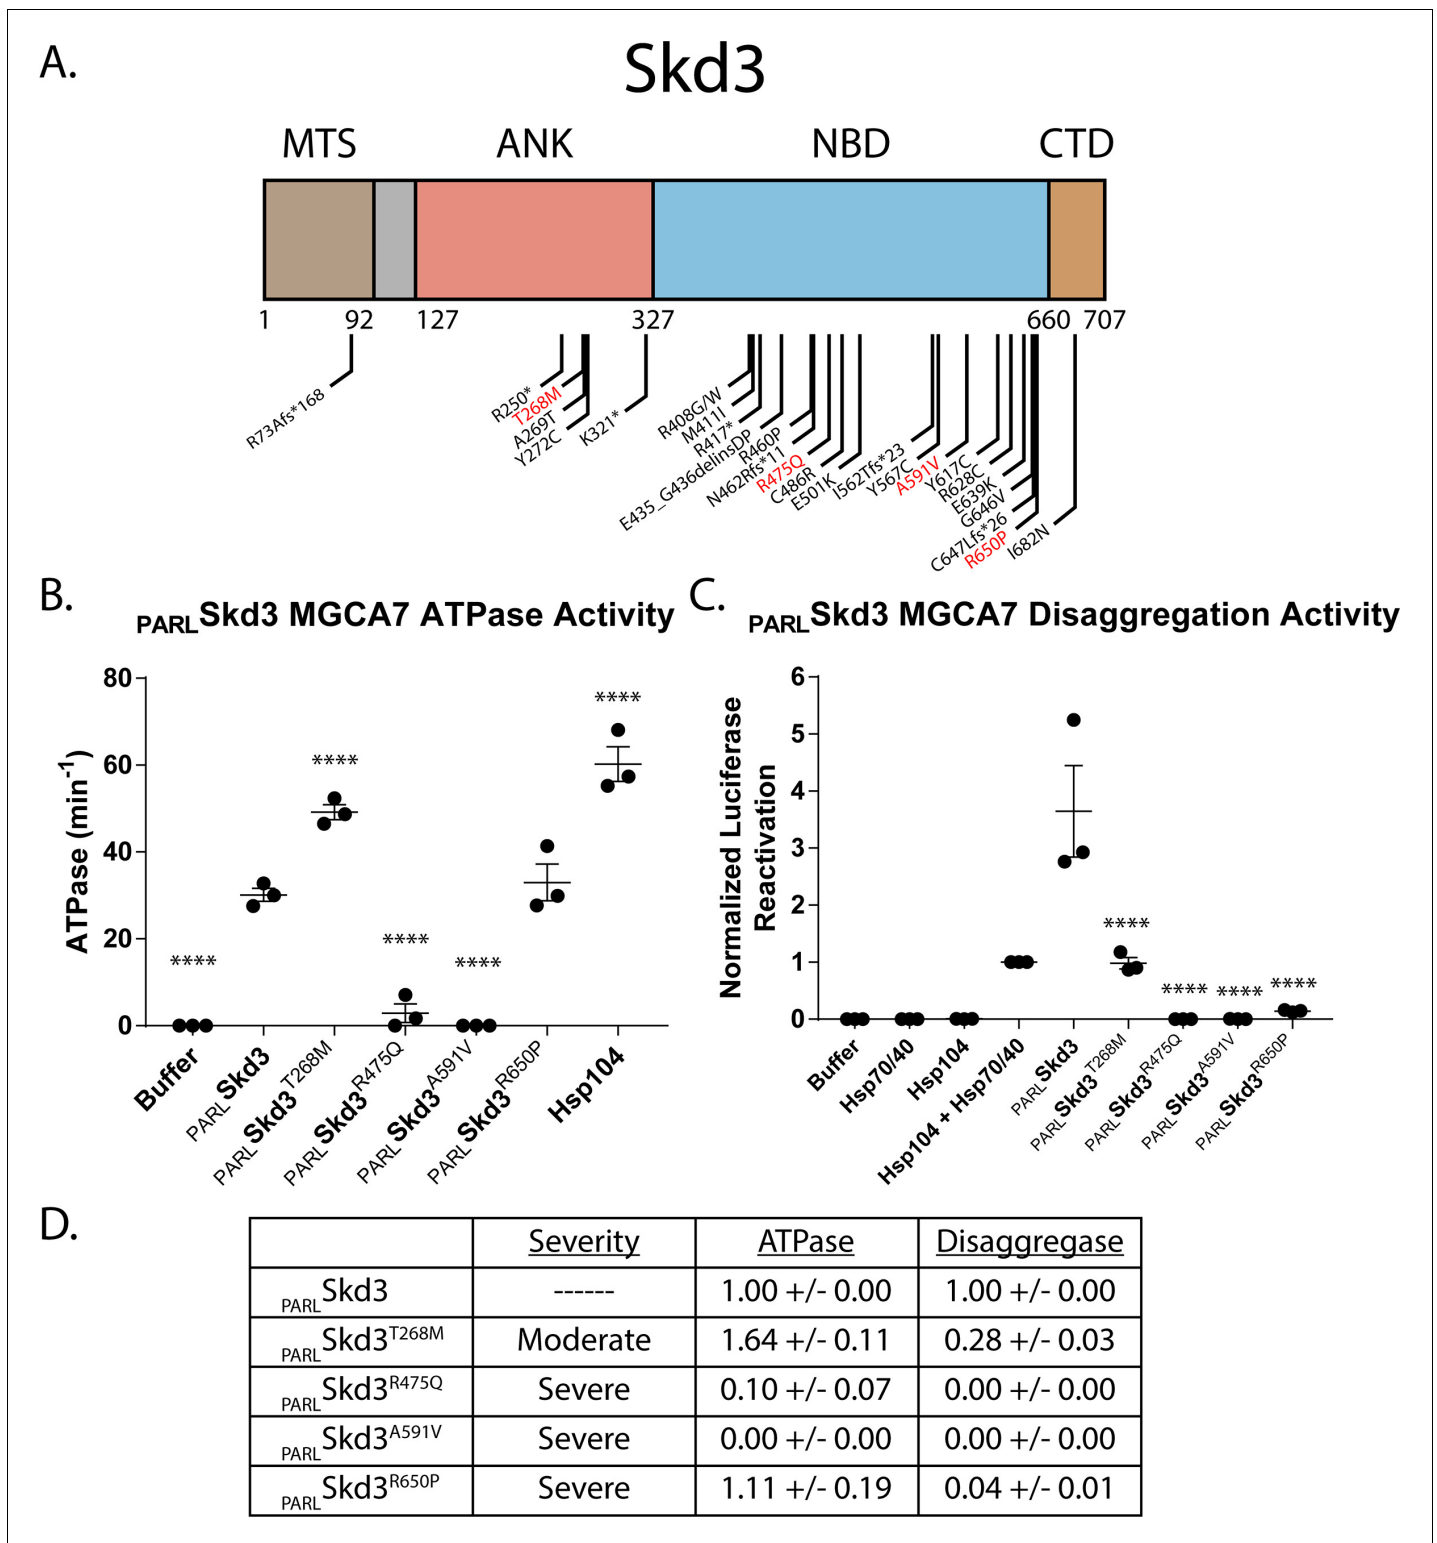 A.
Skd3
MTS ANK NBD CTD
1 92 127 327 660 707
R73Afs*168
R250*
T268M
A269T
Y272C
K321*
R408G/W
M411I
R417*
E435_G436delinsDP
R460P
N462Rfs*11
R475Q
C486R
E501K
I562Tfs*23
Y567C
A591V
Y617C
R628C
E639K
G646V
C647Lfs*26
R650P
I682N
B.
PARLSkd3 MGCA7 ATPase Activity
ATPase (min-1)
80
60
40
20
0
****
****
****
****
****
Buffer
PARLSkd3
PARLSkd3T268M
PARLSkd3R475Q
PARLSkd3A591V
PARLSkd3R650P
Hsp104
C.
PARLSkd3 MGCA7 Disaggregation Activity
Normalized Luciferase
Reactivation
6
5
4
3
2
1
0
****
****
****
****
Buffer
Hsp70/40
Hsp104
Hsp104 + Hsp70/40
PARLSkd3
PARLSkd3T268M
PARLSkd3R475Q
PARLSkd3A591V
PARLSkd3R650P
D.
Severity ATPase Disaggregase
PARLSkd3 ------ 1.00 +/- 0.00 1.00 +/- 0.00
PARLSkd3T268M Moderate 1.64 +/- 0.11 0.28 +/- 0.03
PARLSkd3R475Q Severe 0.10 +/- 0.07 0.00 +/- 0.00
PARLSkd3A591V Severe 0.00 +/- 0.00 0.00 +/- 0.00
PARLSkd3R650P Severe 1.11 +/- 0.19 0.04 +/- 0.01